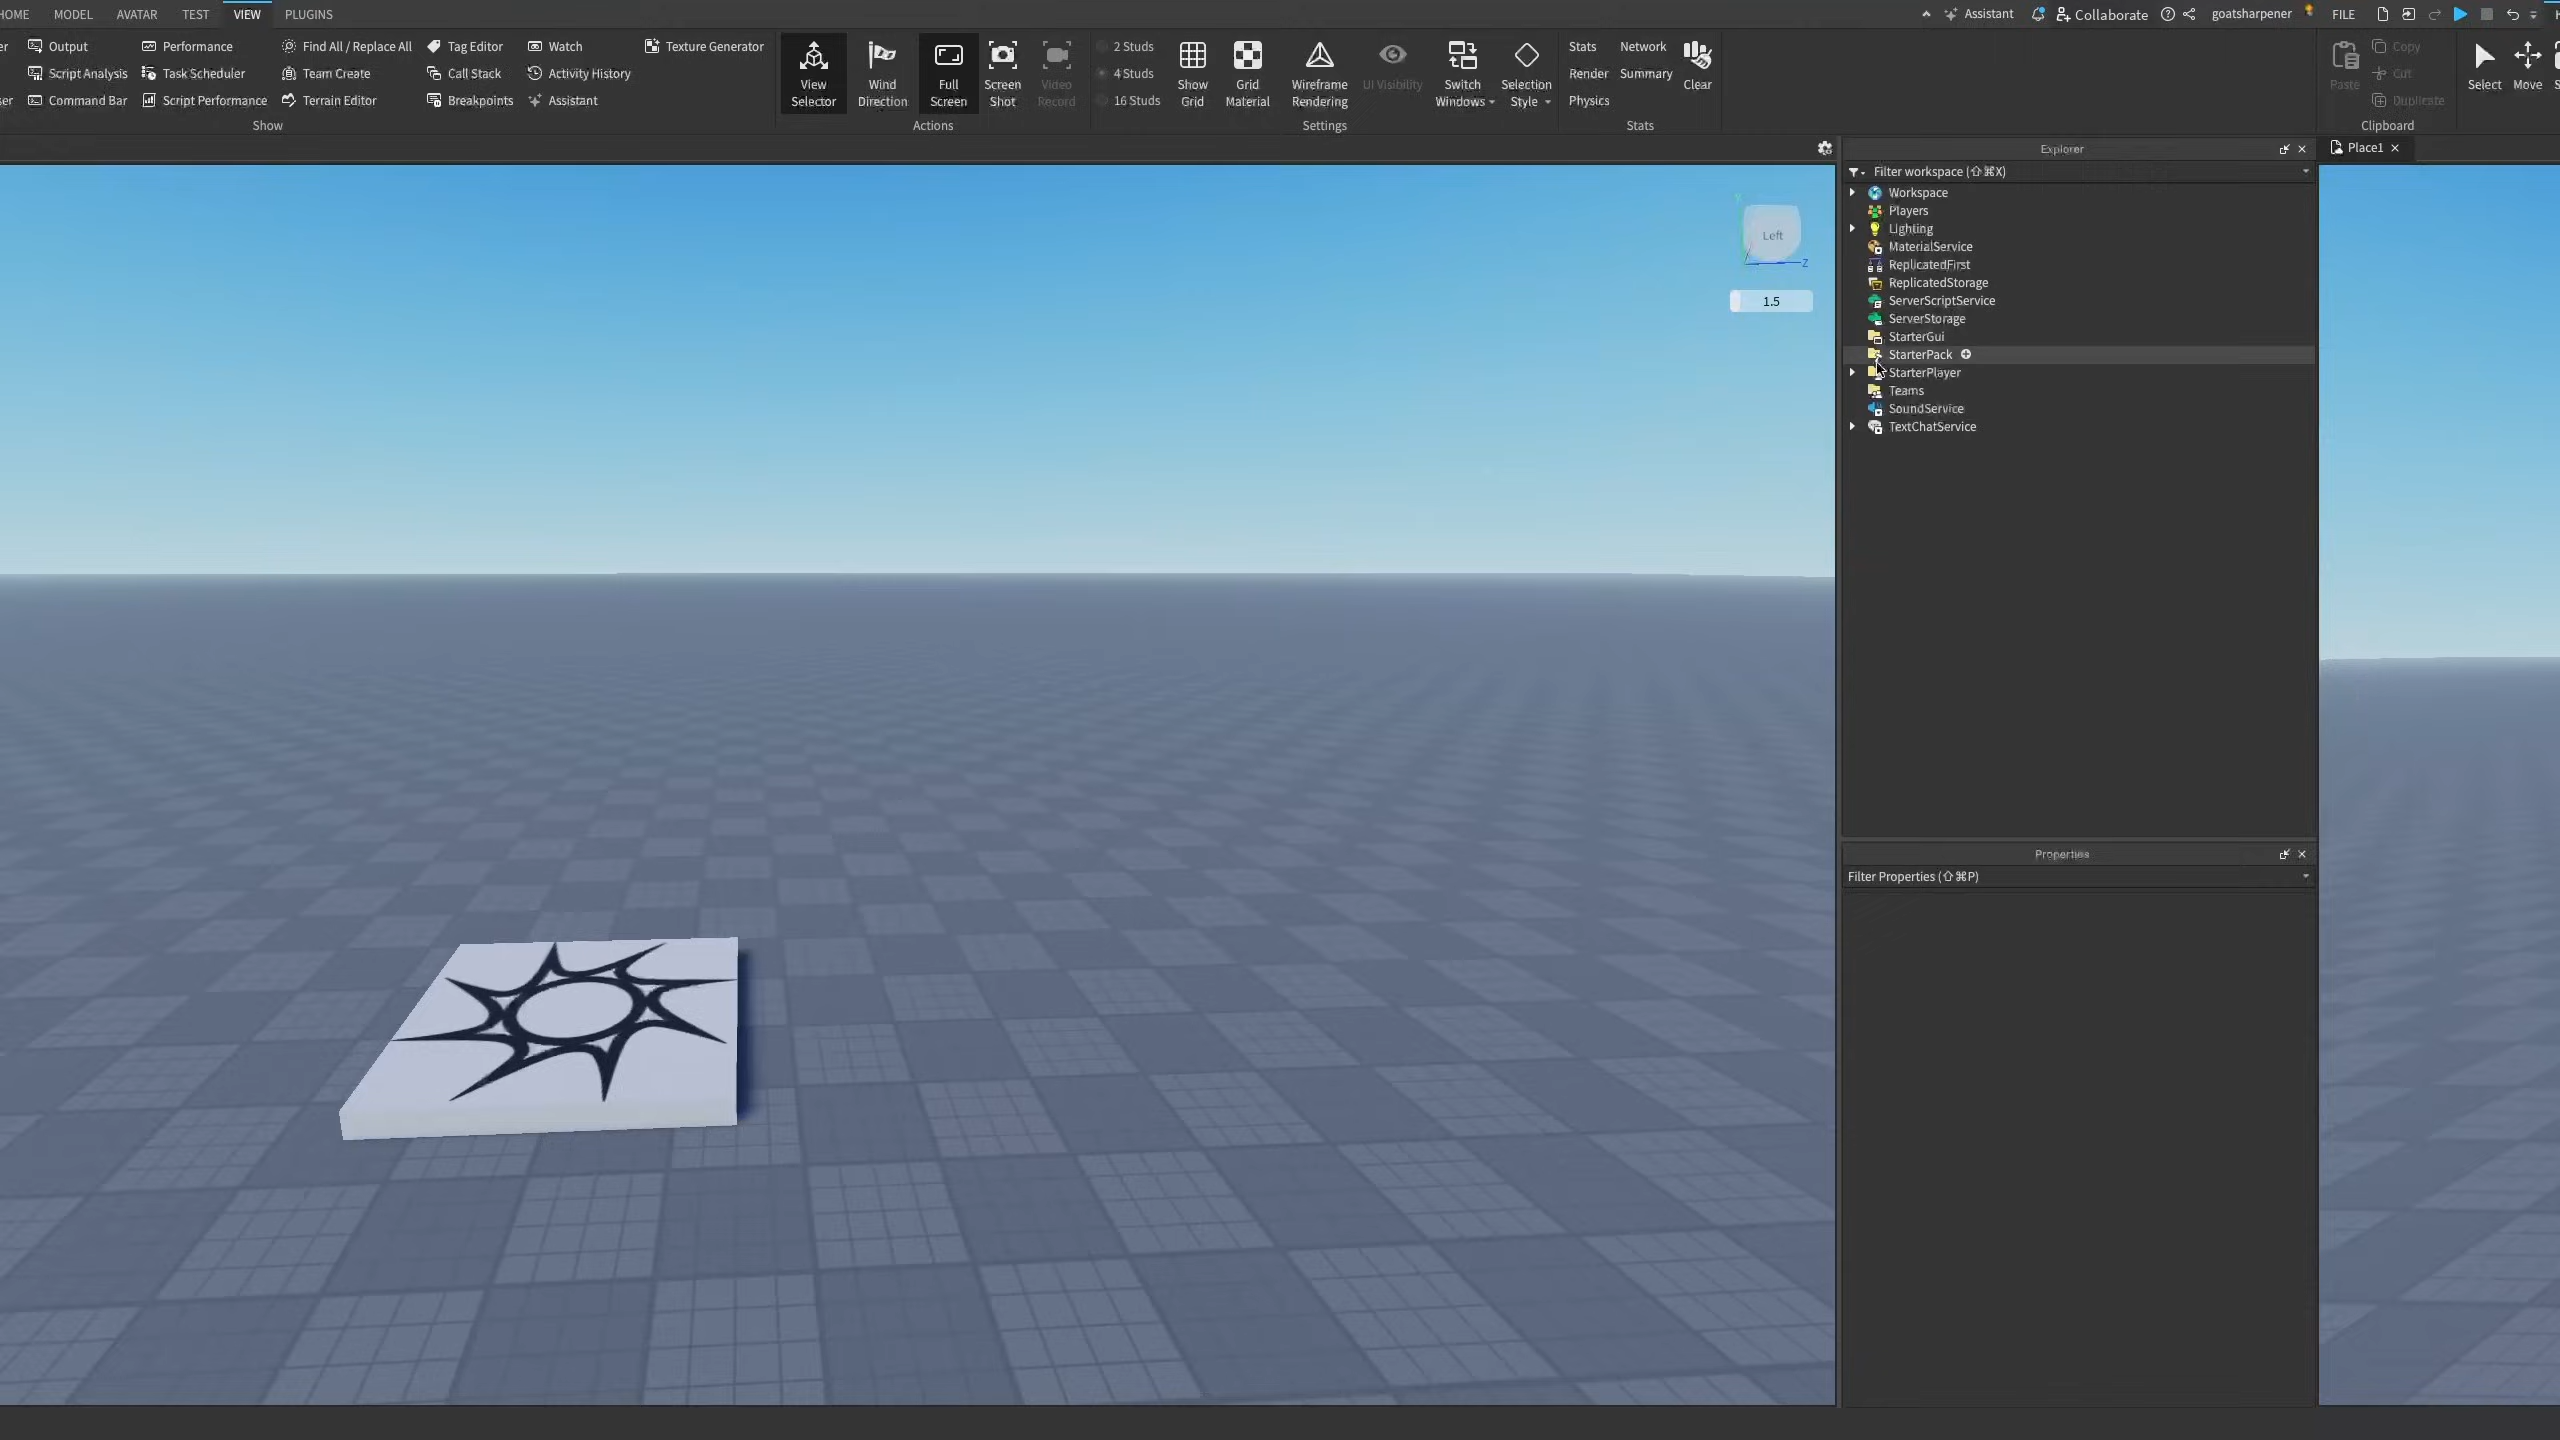 HOME MODEL AVATAR TEST VIEW PLUGINS Assistant Collaborate goatsharpener FILE
Output Performance Find All / Replace All Tag Editor Watch Texture Generator
Script Analysis Task Scheduler Team Create Call Stack Activity History
Command Bar Script Performance Terrain Editor Breakpoints Assistant
Show
View Selector
Wind Direction
Full Screen
Screen Shot
Video Record
Actions
2 Studs
4 Studs
16 Studs
Show Grid
Grid Material
Wireframe Rendering
UI Visibility
Switch Windows
Selection Style
Settings
Stats Network
Render Summary
Physics
Clear
Stats
Paste
Copy
Cut
Duplicate
Clipboard
Select
Move
Explorer
Filter workspace (⇧⌘X)
Workspace
Players
Lighting
MaterialService
ReplicatedFirst
ReplicatedStorage
ServerScriptService
ServerStorage
StarterGui
StarterPack
StarterPlayer
Teams
SoundService
TextChatService
Properties
Filter Properties (⇧⌘P)
Place1
Y
Left
Z
1.5